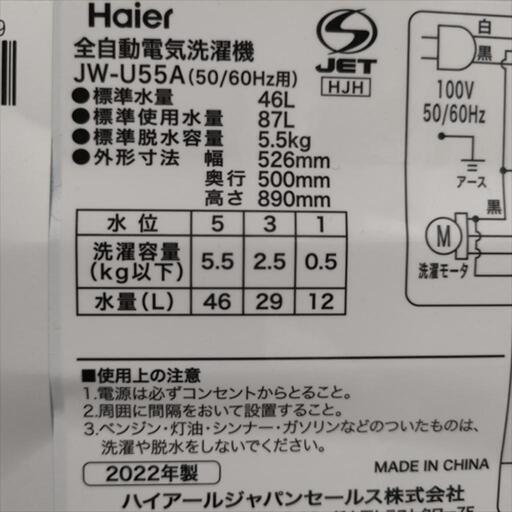 9
Haier
全自動電気洗濯機
JW-U55A(50/60Hz用)
●標準水量 46L
●標準使用水量 87L
●標準脱水容量 5.5kg
●外形寸法 幅 526mm
奥行 500mm
高さ 890mm
S
JET
HJH
白
黒
100V
50/60Hz
アース
黒
M
洗濯モータ
水位 5 3 1
洗濯容量(kg以下) 5.5 2.5 0.5
水量(L) 46 29 12
■使用上の注意
1.電源は必ずコンセントからとること。
2.周囲に間隔をおいて設置すること。
3.ベンジン・灯油・シンナー・ガソリンなどのついたものは、
洗濯や脱水をしないでください。
2022年製
MADE IN CHINA
ハイアールジャパンセールス株式会社